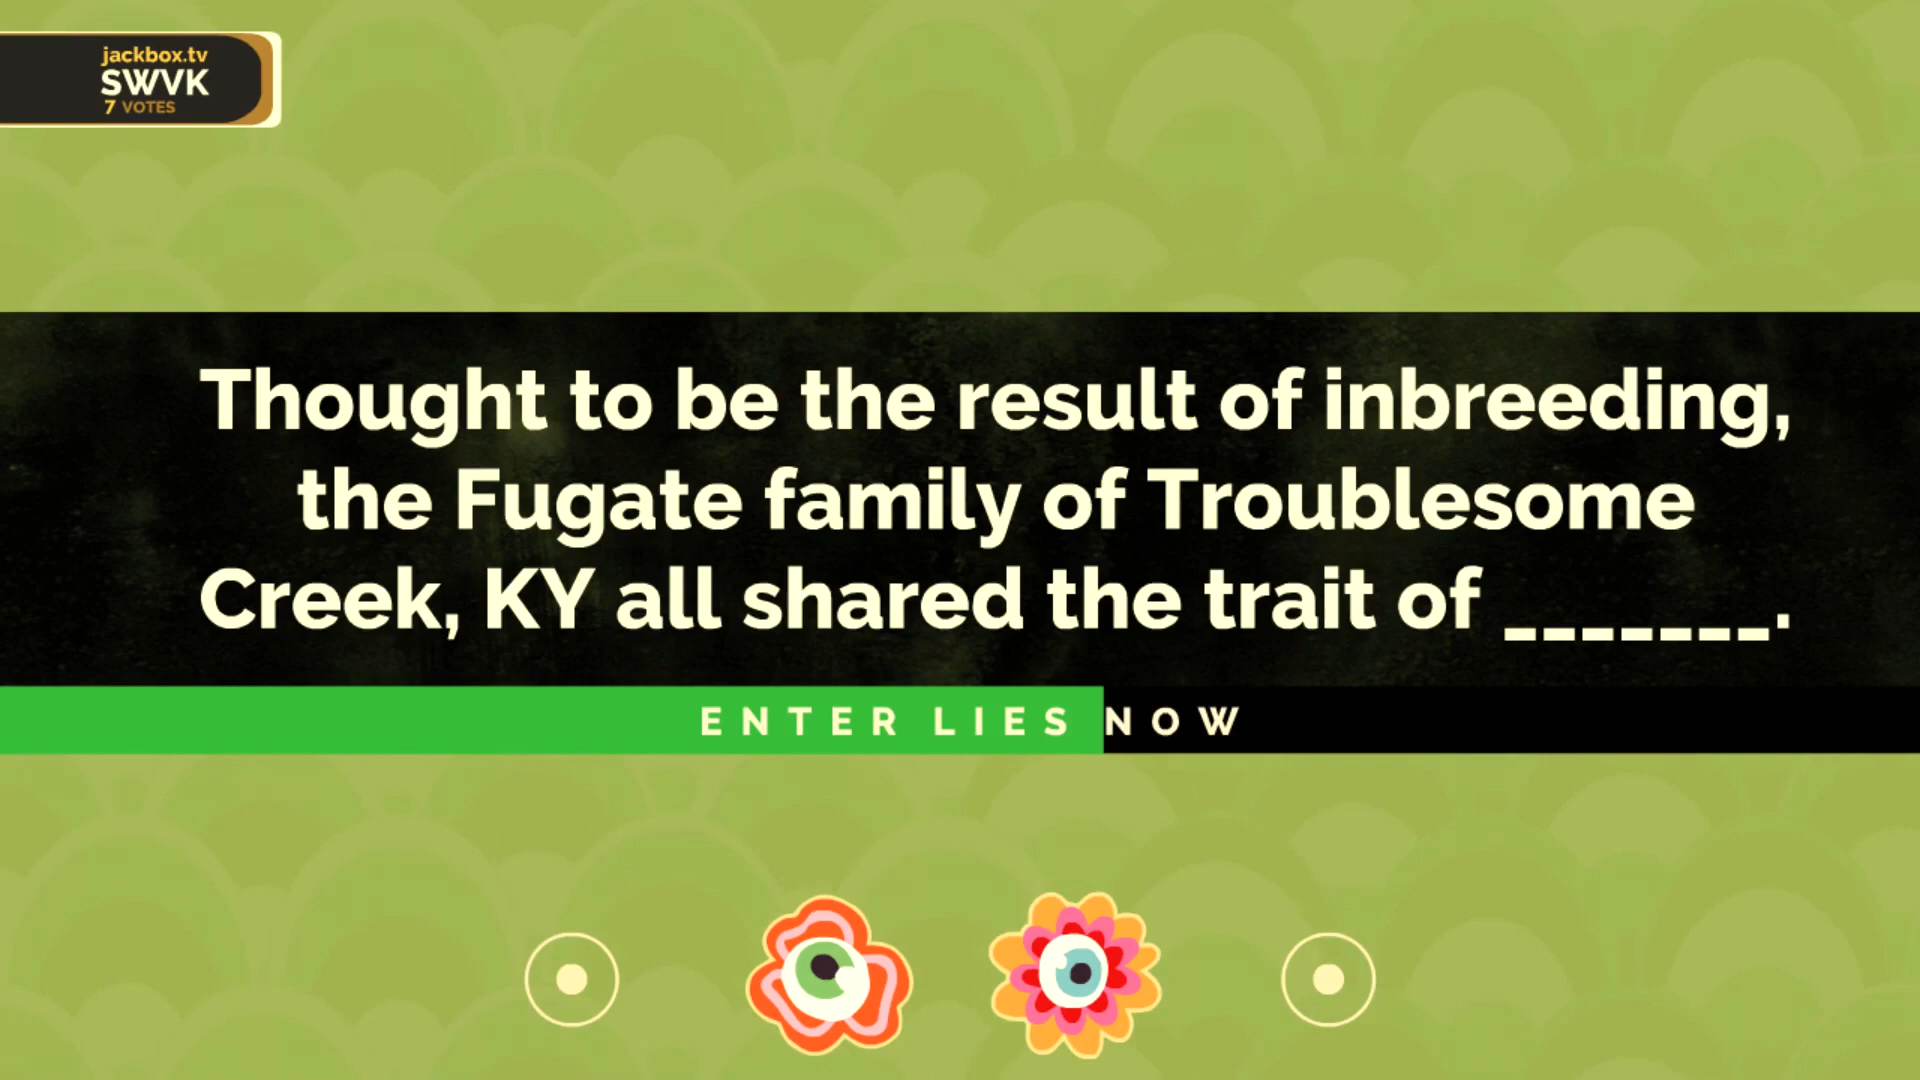 jackbox.tv
SWVK
7 VOTES
Thought to be the result of inbreeding,
the Fugate family of Troublesome
Creek, KY all shared the trait of _______.
ENTER LIES NOW